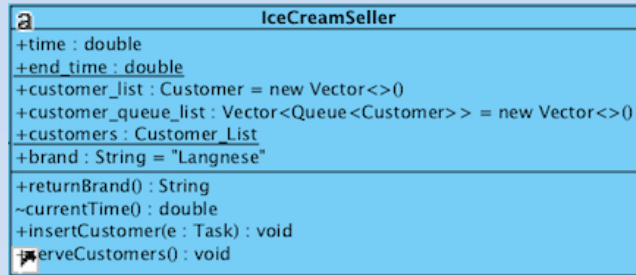 a
IceCreamSeller
+time : double
+end_time : double
+customer_list : Customer = new Vector<>()
+customer_queue_list : Vector<Queue<Customer>> = new Vector<>()
+customers : Customer_List
+brand : String = "Langnese"
+returnBrand() : String
~currentTime() : double
+insertCustomer(e : Task) : void
erveCustomers() : void